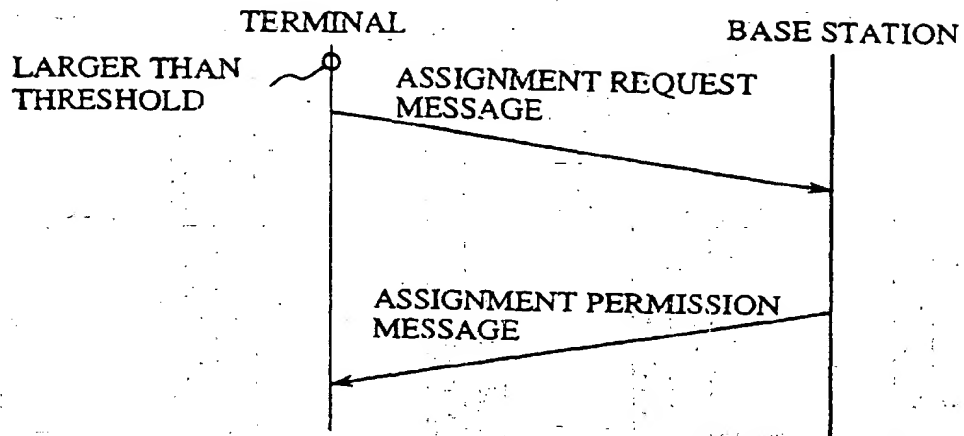 TERMINAL
BASE STATION
LARGER THAN
THRESHOLD
ASSIGNMENT REQUEST
MESSAGE
ASSIGNMENT PERMISSION
MESSAGE